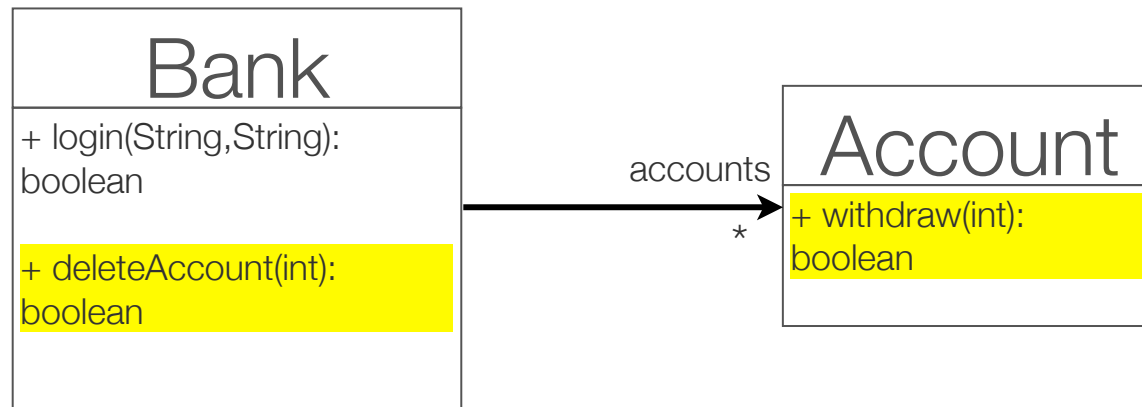 Bank
+ login(String,String):
boolean
+ deleteAccount(int):
boolean
accounts
*
Account
+ withdraw(int):
boolean